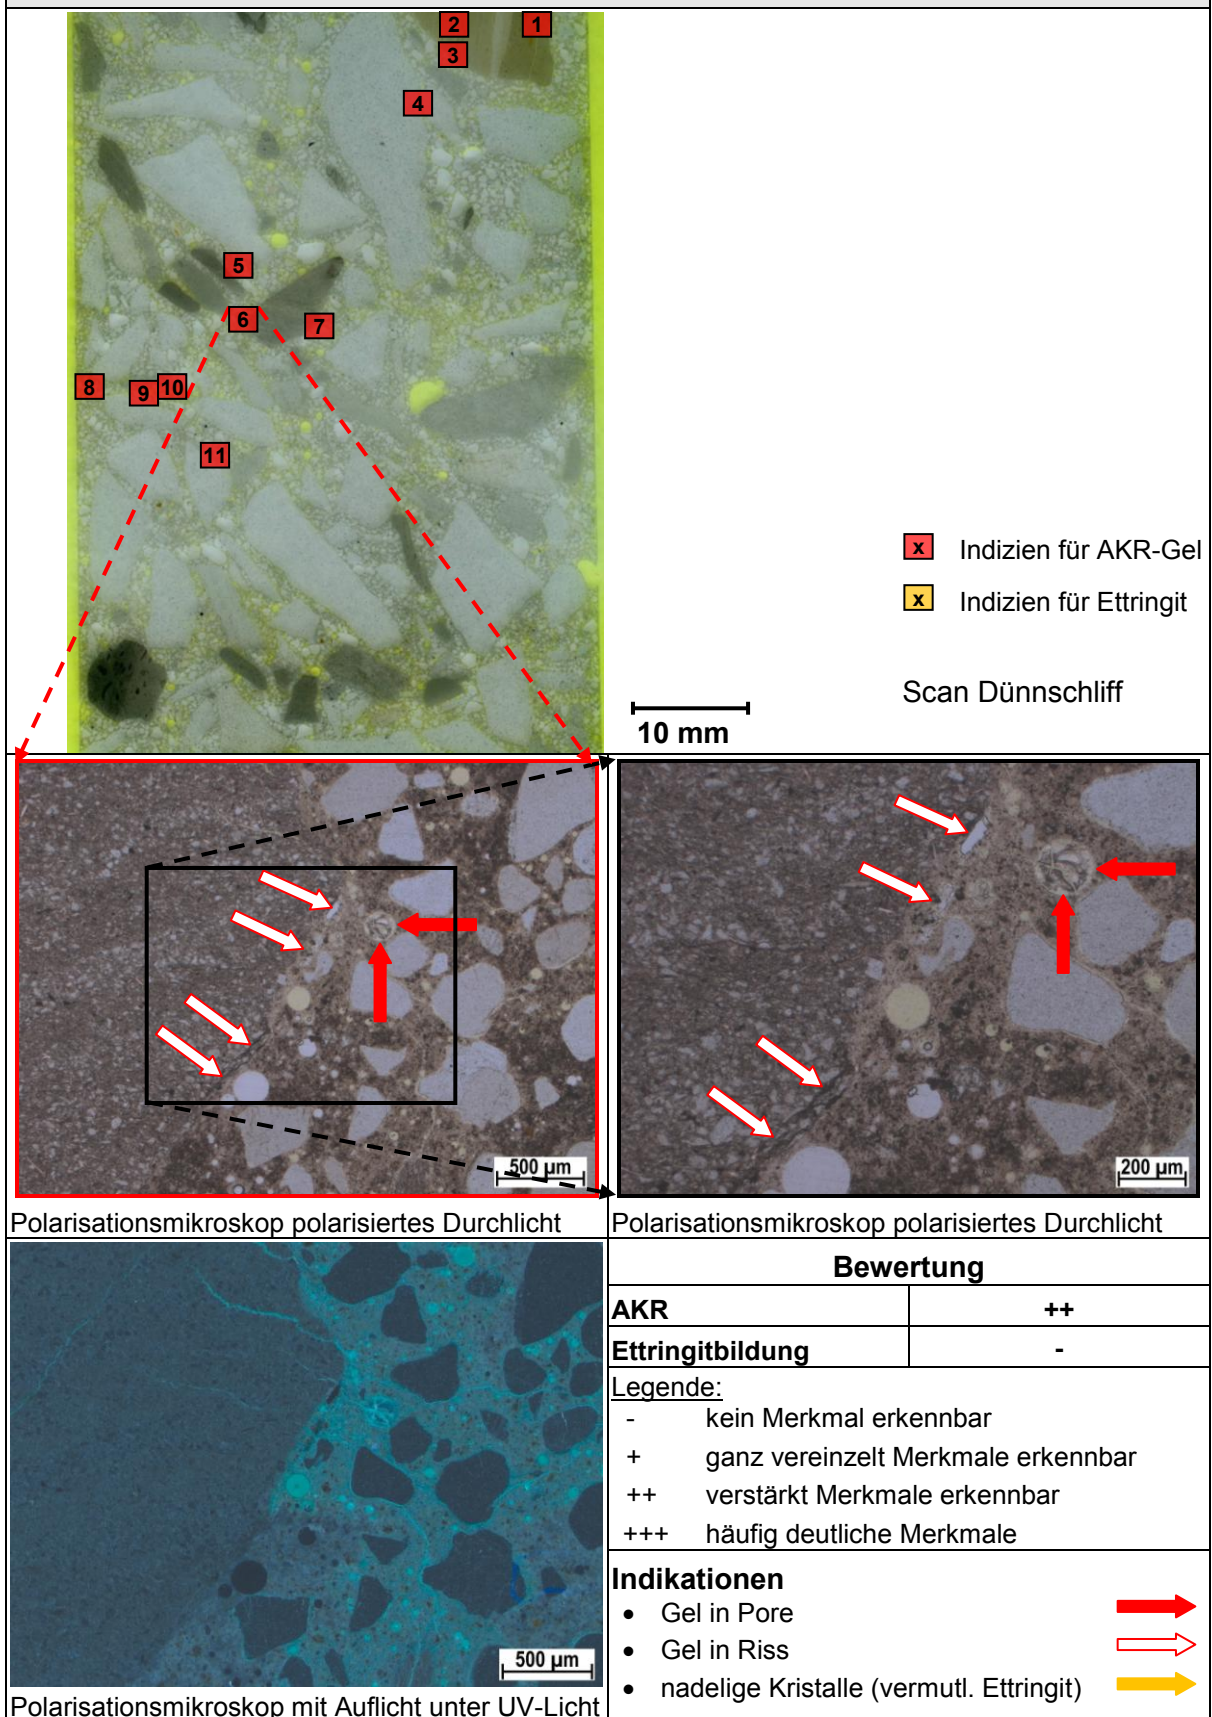 2 1
3
4
5
6
7
8
9 10
11
x Indizien für AKR-Gel
x Indizien für Ettringit
Scan Dünnschliff
10 mm
500 µm
200 µm
Polarisationsmikroskop polarisiertes Durchlicht
Polarisationsmikroskop polarisiertes Durchlicht
500 µm
Polarisationsmikroskop mit Auflicht unter UV-Licht
Bewertung
AKR ++
Ettringitbildung -
Legende:
- kein Merkmal erkennbar
+ ganz vereinzelt Merkmale erkennbar
++ verstärkt Merkmale erkennbar
+++ häufig deutliche Merkmale
Indikationen
• Gel in Pore
• Gel in Riss
• nadelige Kristalle (vermutl. Ettringit)